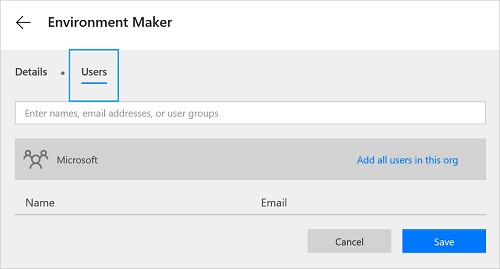 Environment Maker
Details • Users
Enter names, email addresses, or user groups
Microsoft Add all users in this org
Name Email
Cancel Save